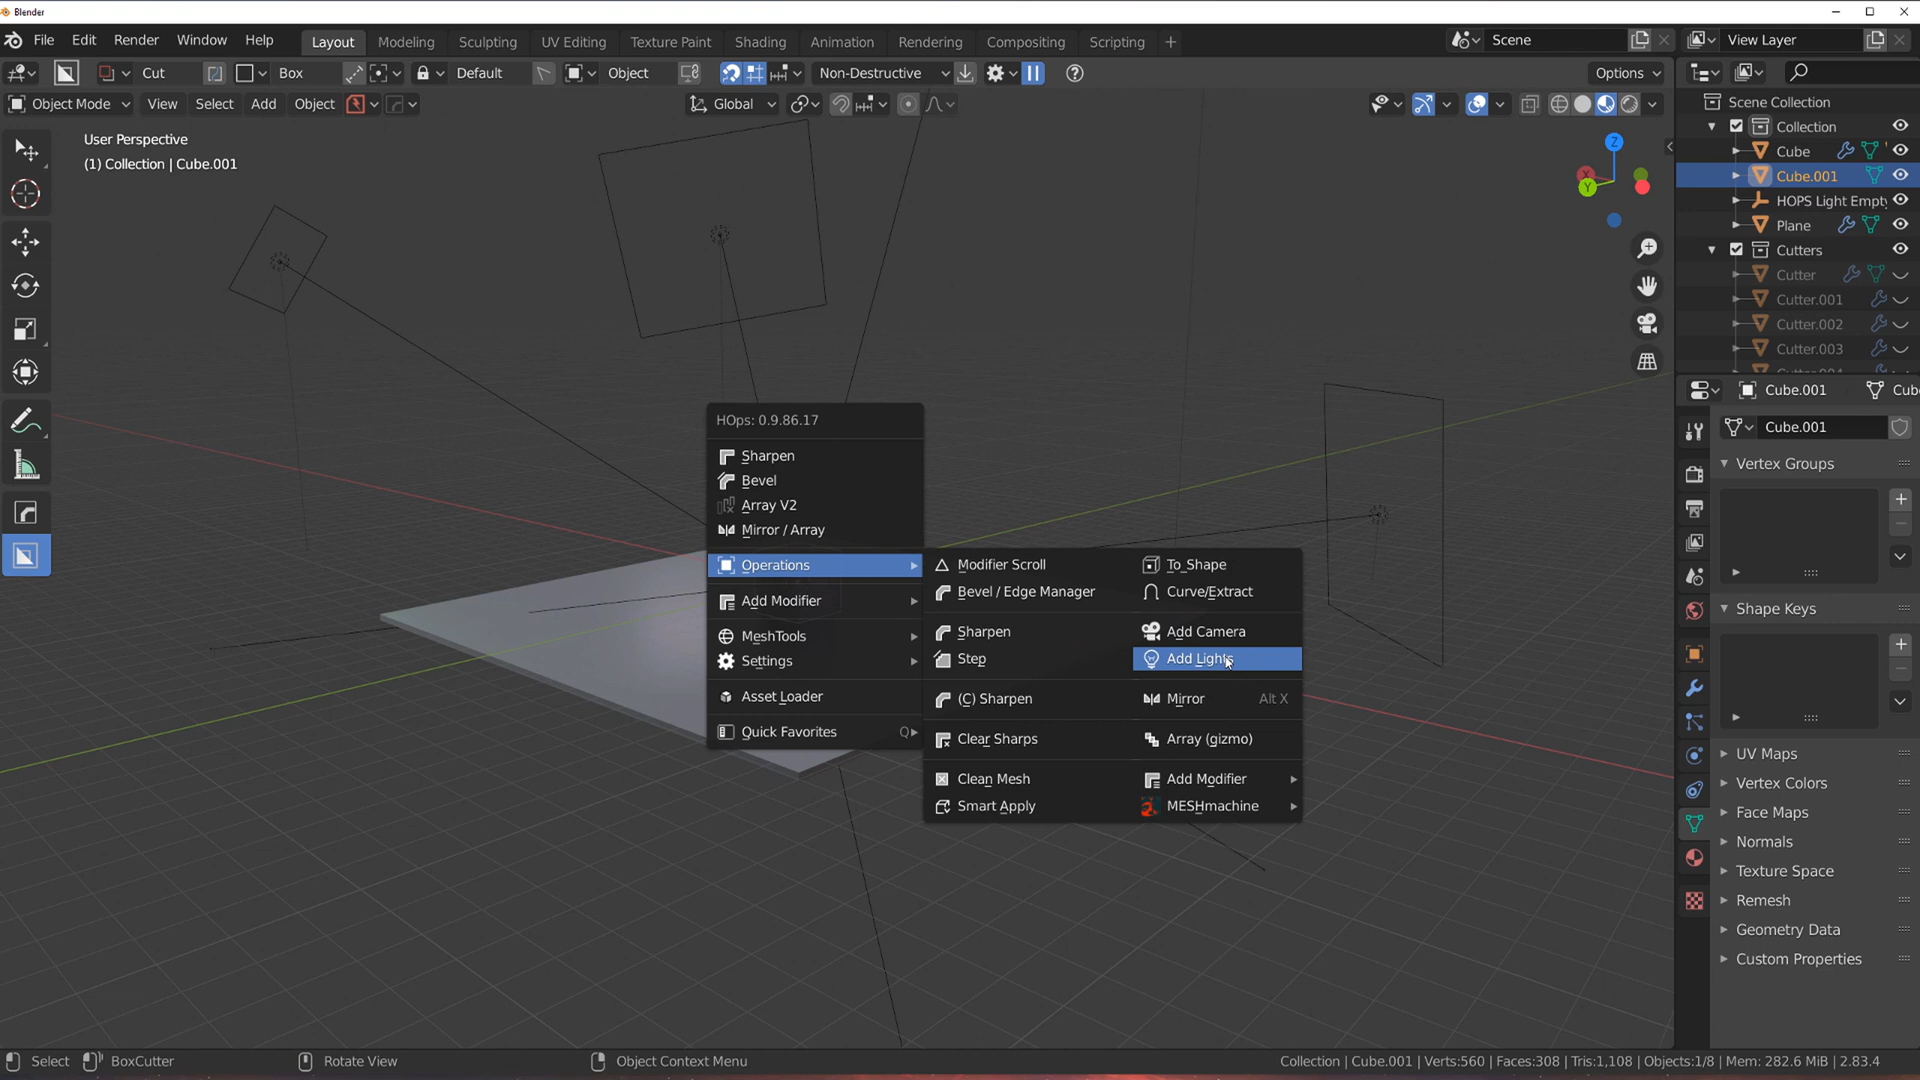 Blender
File Edit Render Window Help Layout Modeling Sculpting UV Editing Texture Paint Shading Animation Rendering Compositing Scripting + Scene View Layer
Cut Box Default Object Non-Destructive Options
Object Mode View Select Add Object Global
User Perspective
(1) Collection | Cube.001
Z
X
Y
Scene Collection
Collection
Cube
Cube.001
HOPS Light Empty
Plane
Cutters
Cutter
Cutter.001
Cutter.002
Cutter.003
Cube.001 Cub
Cube.001
Vertex Groups
Shape Keys
UV Maps
Vertex Colors
Face Maps
Normals
Texture Space
Remesh
Geometry Data
Custom Properties
HOps: 0.9.86.17
Sharpen
Bevel
Array V2
Mirror / Array
Operations
Add Modifier
MeshTools
Settings
Asset Loader
Quick Favorites Q
Modifier Scroll
Bevel / Edge Manager
Sharpen
Step
(C) Sharpen
Clear Sharps
Clean Mesh
Smart Apply
To_Shape
Curve/Extract
Add Camera
Add Lights
Mirror Alt X
Array (gizmo)
Add Modifier
MESHmachine
Select BoxCutter Rotate View Object Context Menu Collection | Cube.001 | Verts:560 | Faces:308 | Tris:1,108 | Objects:1/8 | Mem: 282.6 MiB | 2.83.4